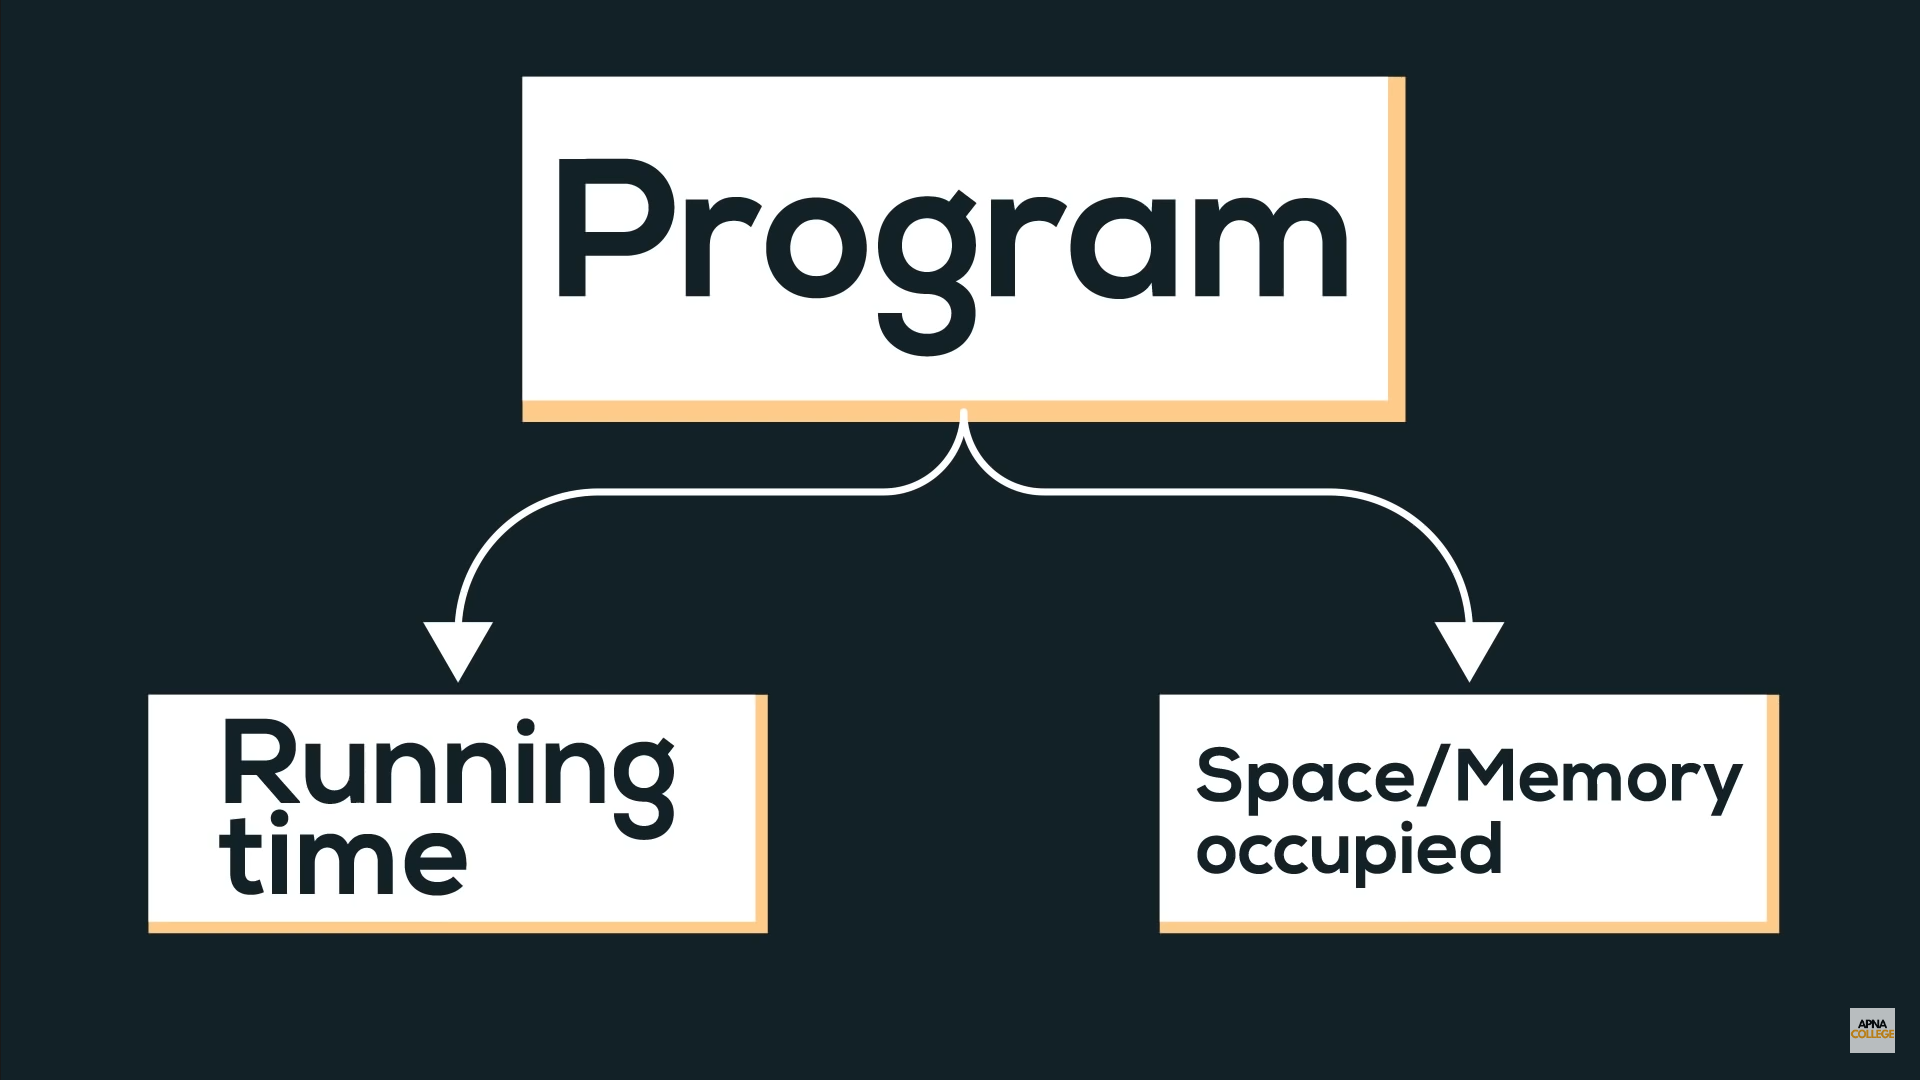 Program
Running
time
Space/Memory
occupied
APNA
COLLEGE